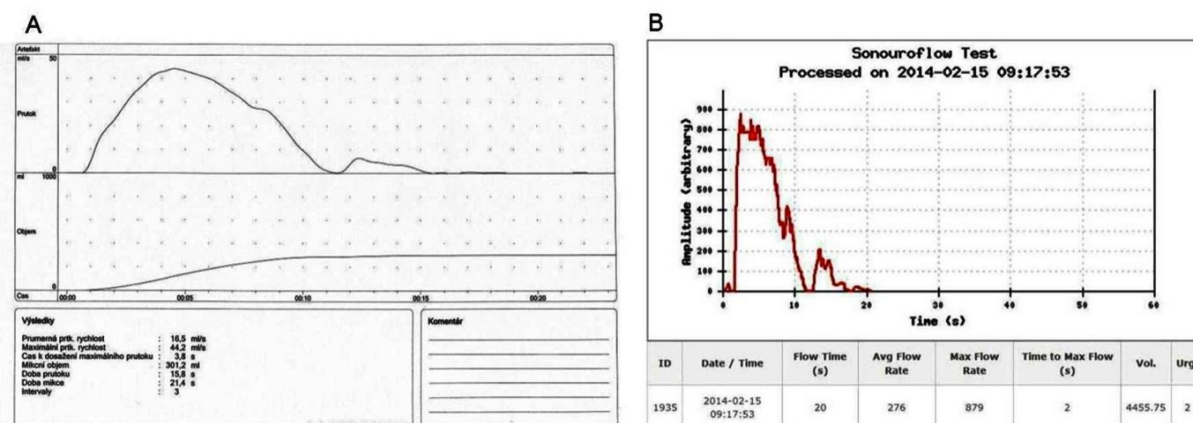 A
Artefakt
ml/s 50
Průtok
0
ml 1000
Objem
0
Cas 00:00 00:05 00:10 00:15 00:20
Výsledky
Prumerná prtk. rychlost : 16,5 ml/s
Maximální prtk. rychlost : 44,2 ml/s
Cas k dosažení maximálního prutoku : 3,8 s
Mikcní objem : 301,2 ml
Doba prutoku : 15,8 s
Doba mikce : 21,4 s
Intervaly : 3
Komentár
B
Sonouroflow Test
Processed on 2014-02-15 09:17:53
Amplitude (arbitrary)
900
800
700
600
500
400
300
200
100
0
0 10 20 30 40 50 60
Time (s)
ID Date / Time Flow Time (s) Avg Flow Rate Max Flow Rate Time to Max Flow (s) Vol. Urg
1935 2014-02-15 09:17:53 20 276 879 2 4455.75 2